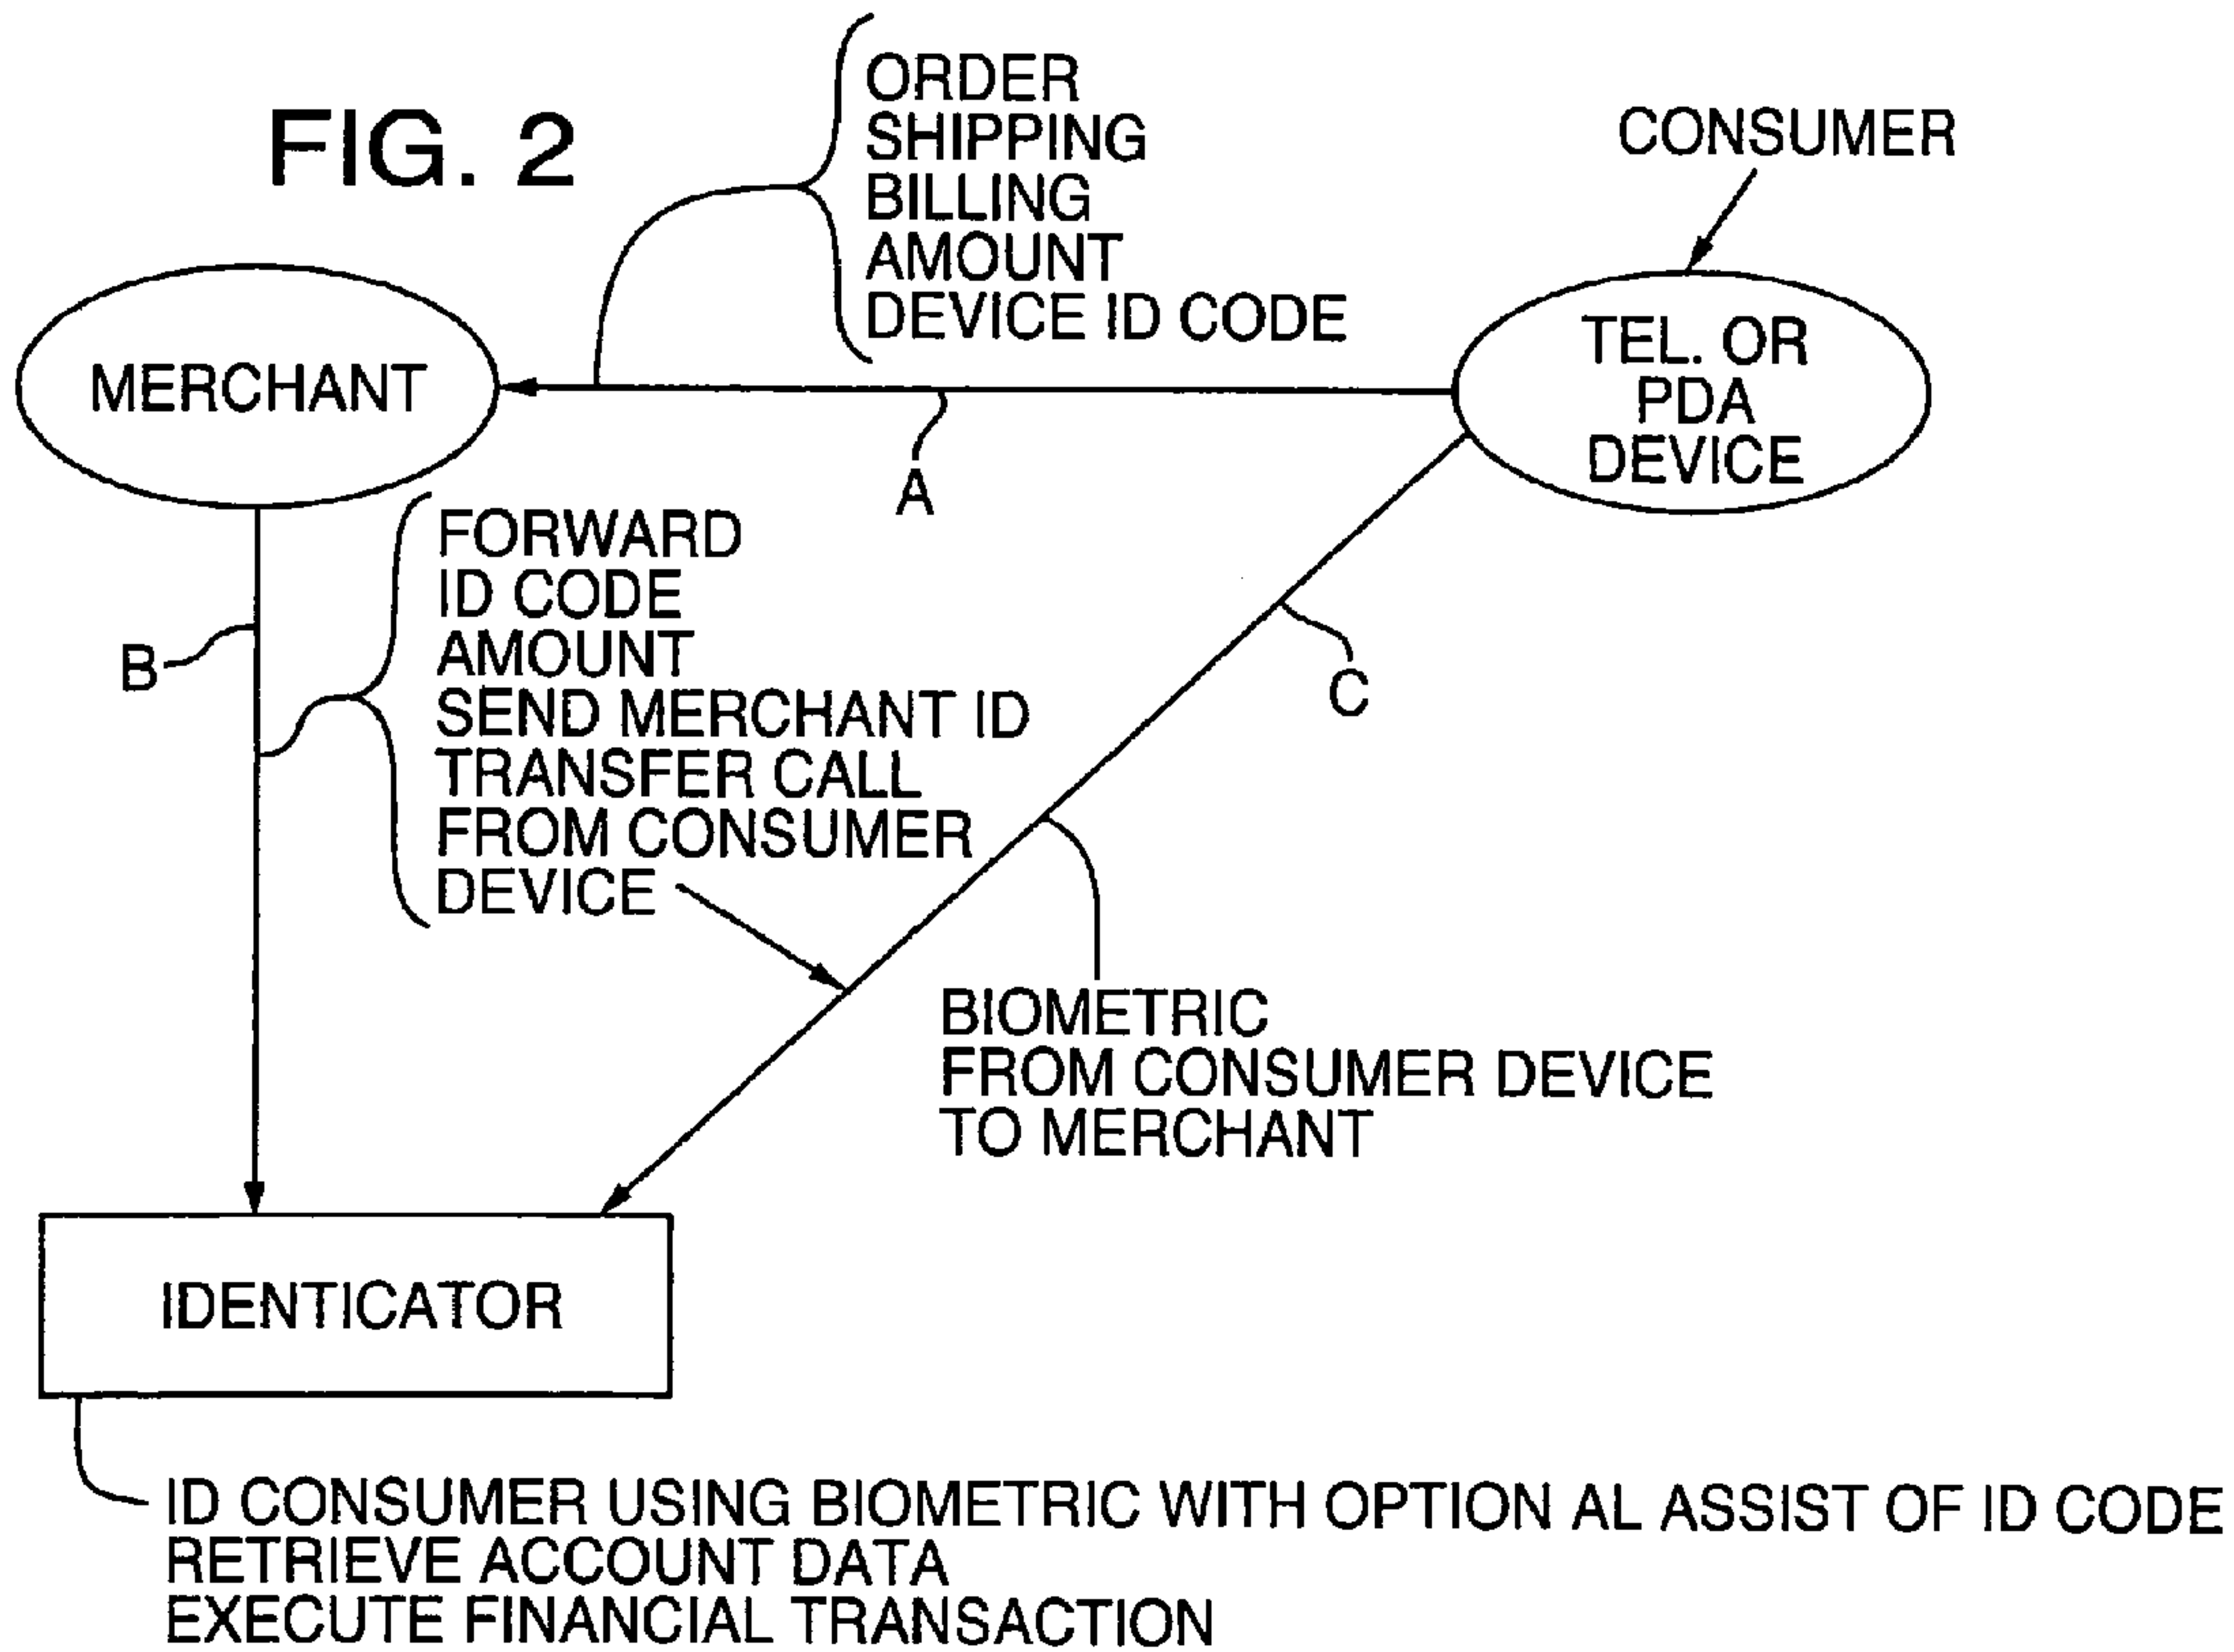 FIG. 2
ORDER
SHIPPING
BILLING
AMOUNT
DEVICE ID CODE
CONSUMER
MERCHANT
TEL. OR
PDA
DEVICE
A
FORWARD
ID CODE
AMOUNT
SEND MERCHANT ID
TRANSFER CALL
FROM CONSUMER
DEVICE
B
C
BIOMETRIC
FROM CONSUMER DEVICE
TO MERCHANT
IDENTICATOR
ID CONSUMER USING BIOMETRIC WITH OPTION AL ASSIST OF ID CODE
RETRIEVE ACCOUNT DATA
EXECUTE FINANCIAL TRANSACTION